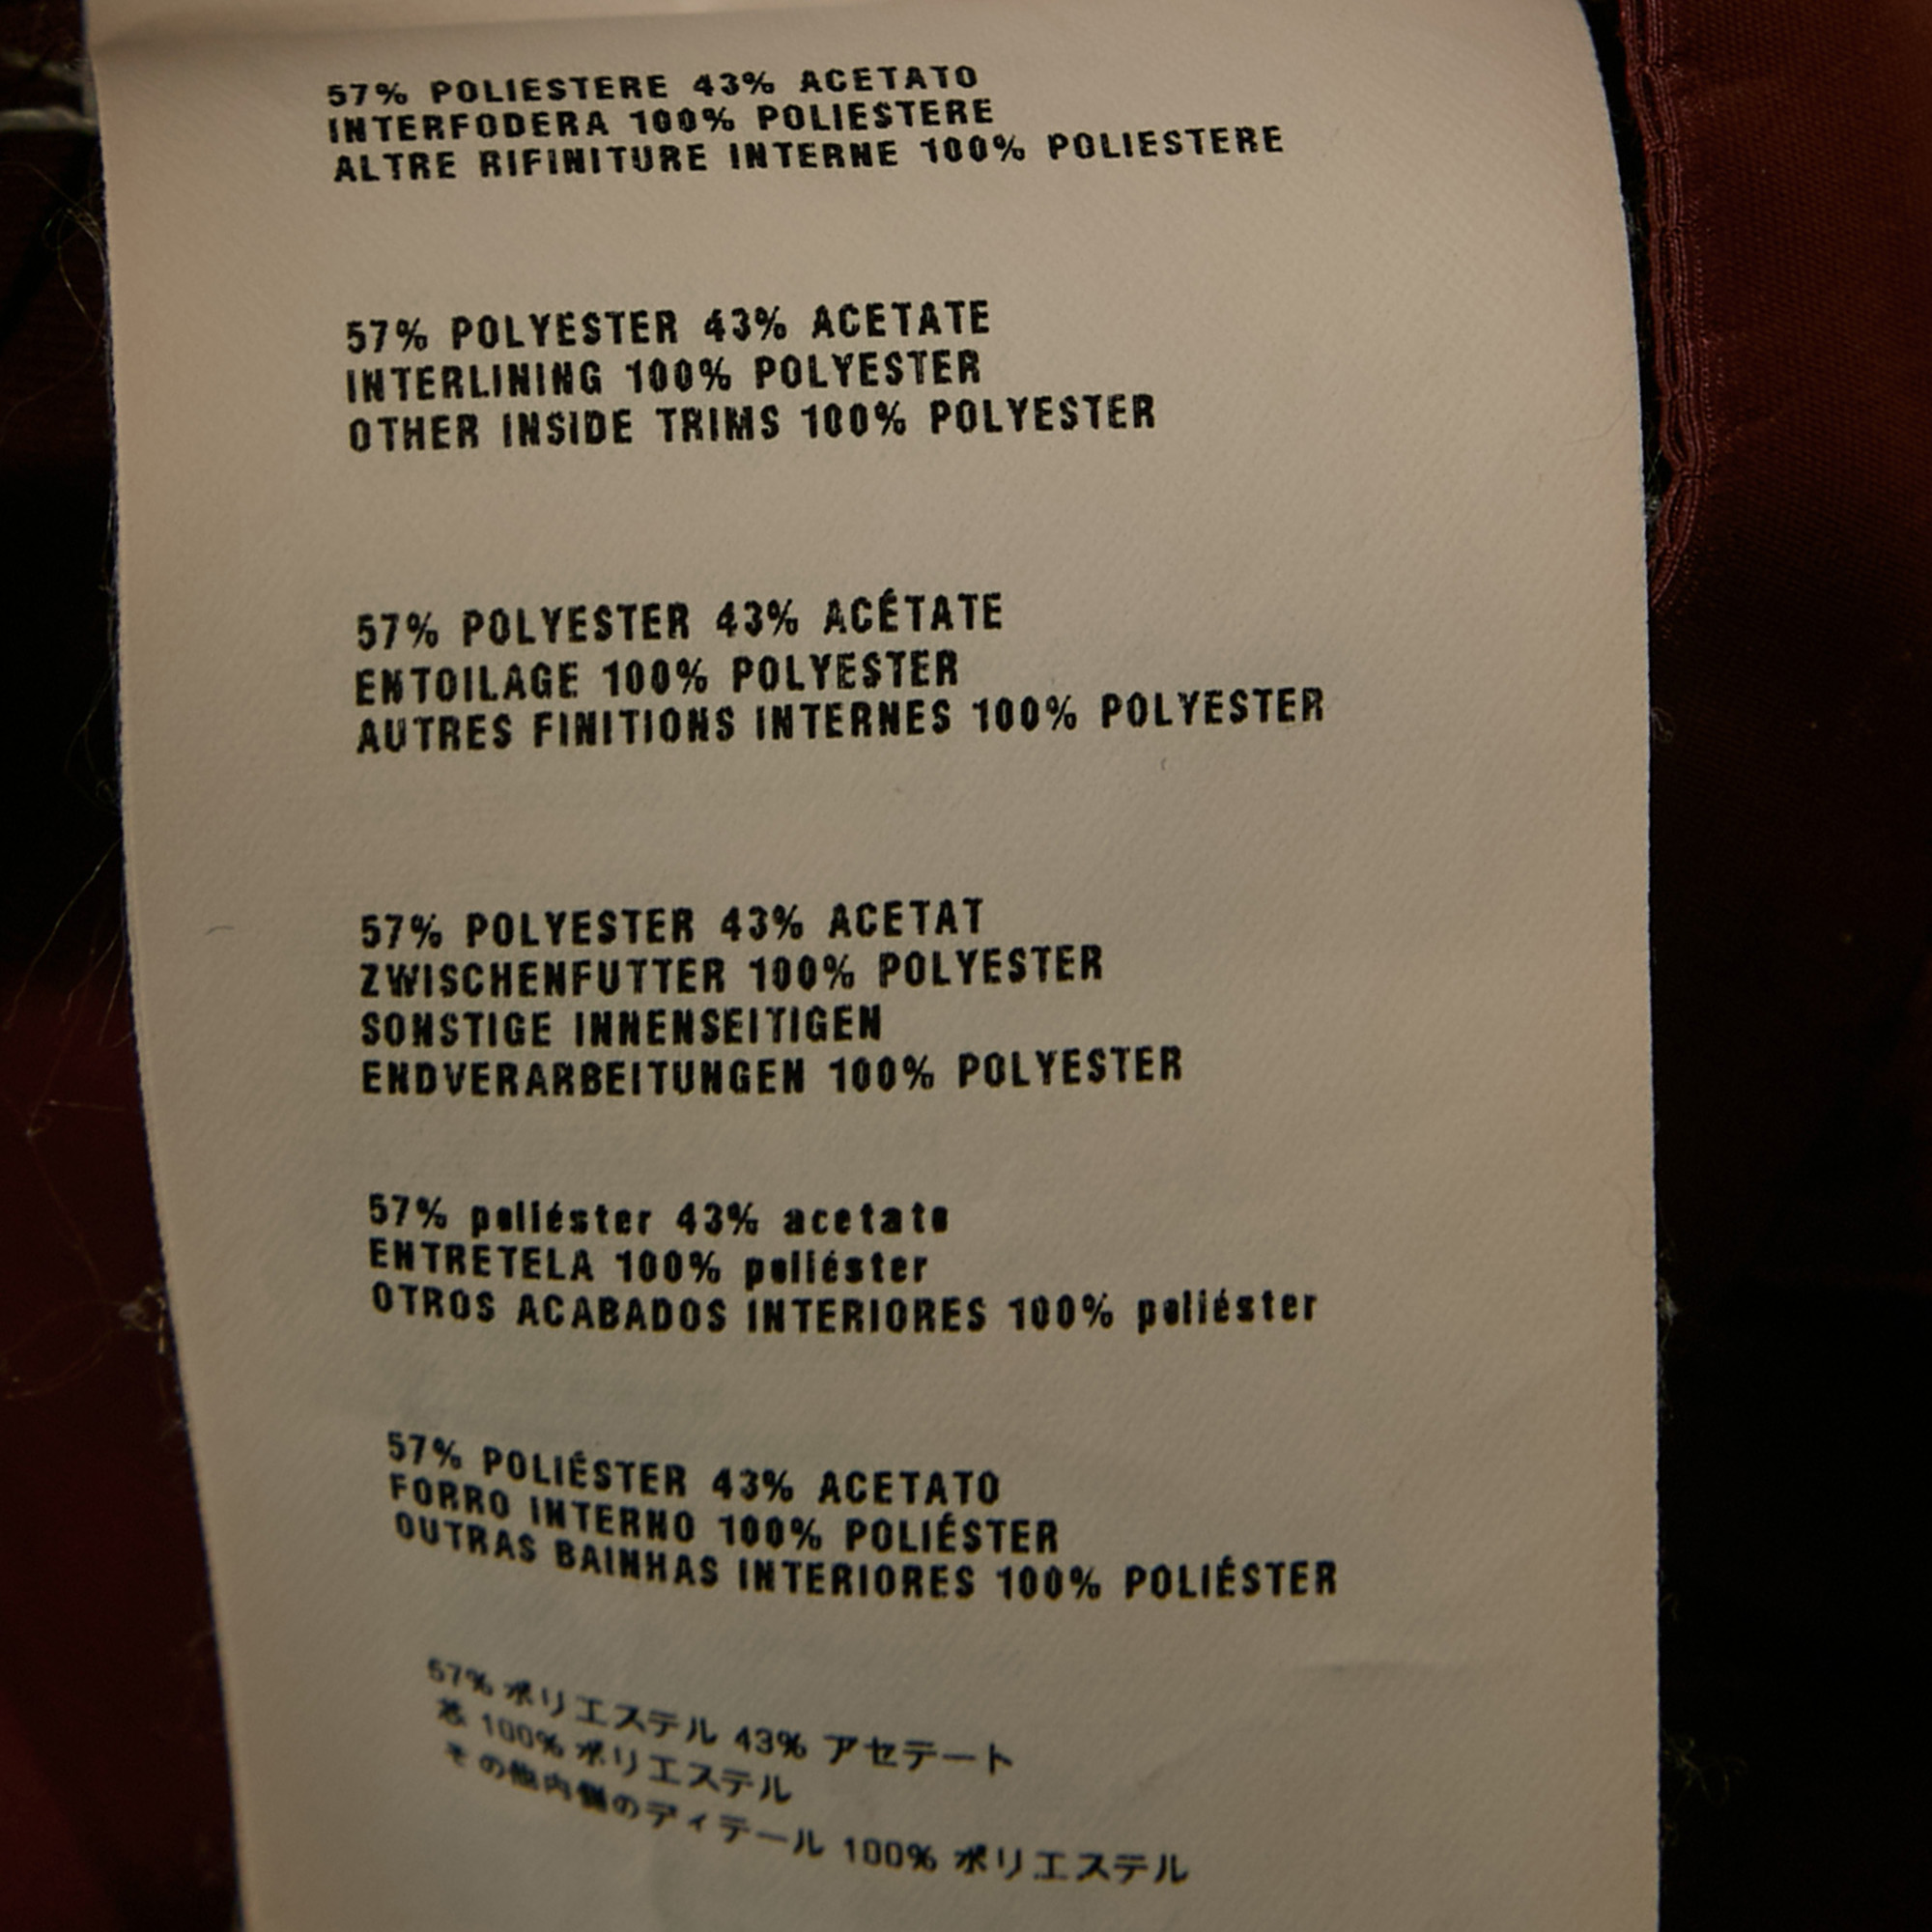 57% POLIESTERE 43% ACETATO
INTERFODERA 100% POLIESTERE
ALTRE RIFINITURE INTERNE 100% POLIESTERE
57% POLYESTER 43% ACETATE
INTERLINING 100% POLYESTER
OTHER INSIDE TRIMS 100% POLYESTER
57% POLYESTER 43% ACÉTATE
ENTOILAGE 100% POLYESTER
AUTRES FINITIONS INTERNES 100% POLYESTER
57% POLYESTER 43% ACETAT
ZWISCHENFUTTER 100% POLYESTER
SONSTIGE INNENSEITIGEN
ENDVERARBEITUNGEN 100% POLYESTER
57% poliéster 43% acetato
ENTRETELA 100% poliéster
OTROS ACABADOS INTERIORES 100% poliéster
57% POLIÉSTER 43% ACETATO
FORRO INTERNO 100% POLIÉSTER
OUTRAS BAINHAS INTERIORES 100% POLIÉSTER
57% ポリエステル 43% アセテート
芯 100% ポリエステル
その他内側のディテール 100% ポリエステル